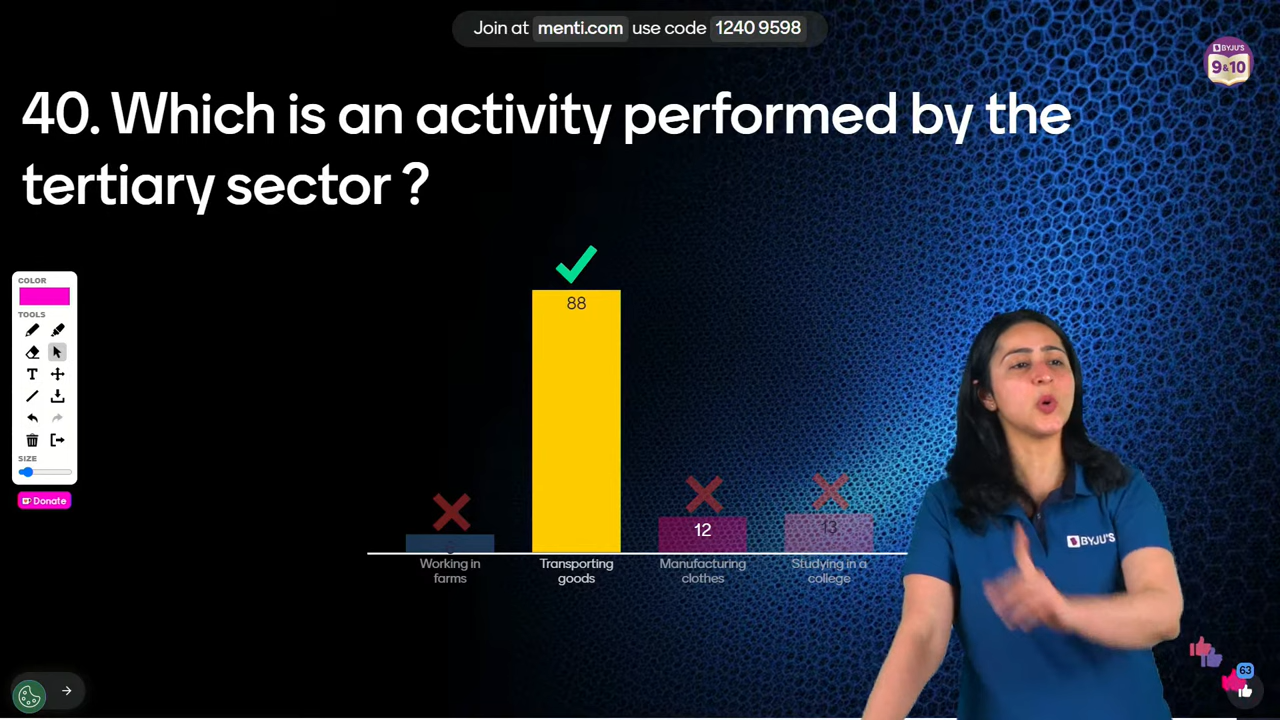 Join at menti.com use code 1240 9598
BYJU'S
9&10
40. Which is an activity performed by the
tertiary sector ?
COLOR
TOOLS
T
SIZE
Donate
88
12
13
Working in
farms
Transporting
goods
Manufacturing
clothes
Studying in a
college
BYJU'S
63